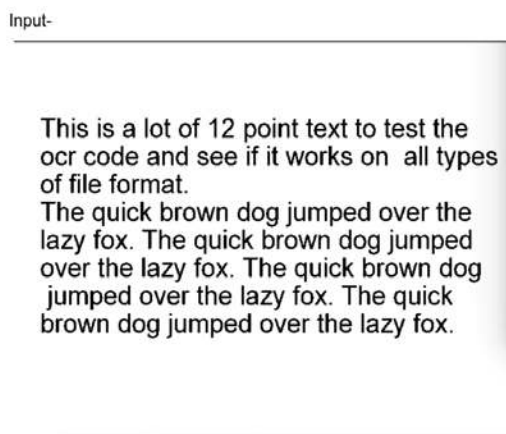 Input-
This is a lot of 12 point text to test the
ocr code and see if it works on all types
of file format.
The quick brown dog jumped over the
lazy fox. The quick brown dog jumped
over the lazy fox. The quick brown dog
jumped over the lazy fox. The quick
brown dog jumped over the lazy fox.